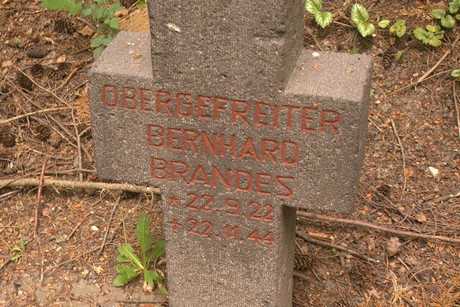 OBERGEFREITER
BERNHARD
BRANDES
* 22.9.22
+ 22.11.44